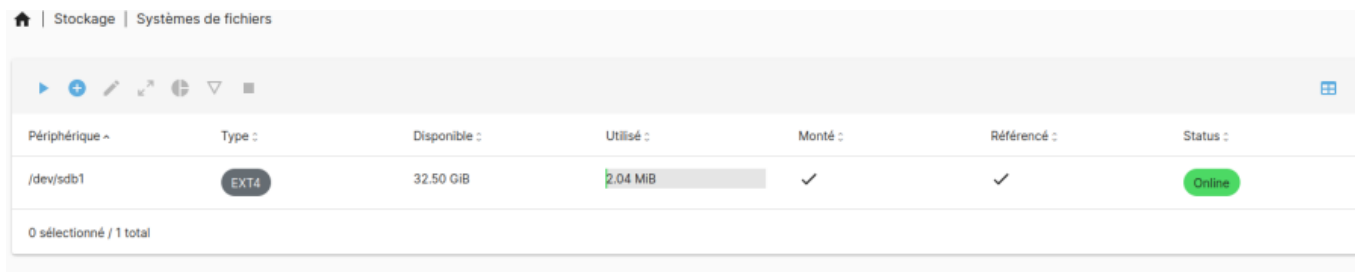 Stockage | Systèmes de fichiers
Périphérique Type Disponible Utilisé Monté Référencé Status
/dev/sdb1 EXT4 32.50 GiB 2.04 MiB Online
0 sélectionné / 1 total